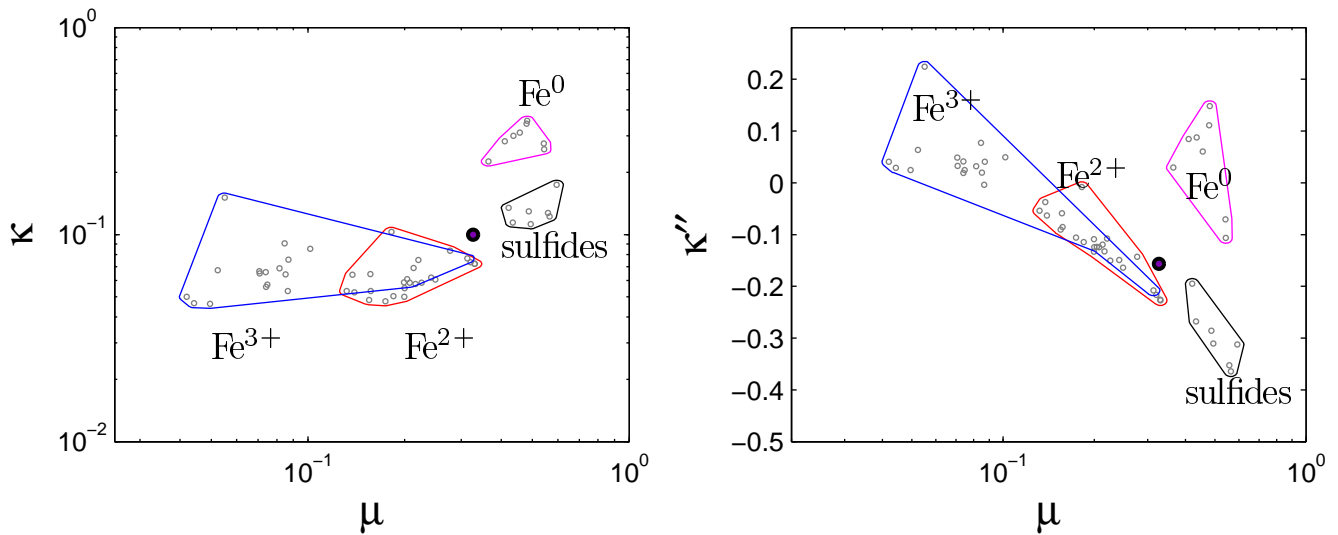 10⁰
κ
10⁻¹
10⁻²
Fe⁰
sulfides
Fe³⁺
Fe²⁺
10⁻¹
10⁰
μ
0.2
0.1
0
−0.1
−0.2
−0.3
−0.4
−0.5
κ′′
Fe³⁺
Fe²⁺
Fe⁰
sulfides
10⁻¹
10⁰
μ